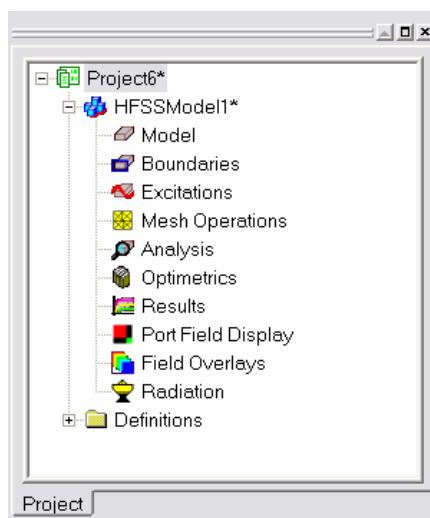 Project6*
HFSSModel1*
Model
Boundaries
Excitations
Mesh Operations
Analysis
Optimetrics
Results
Port Field Display
Field Overlays
Radiation
Definitions
Project